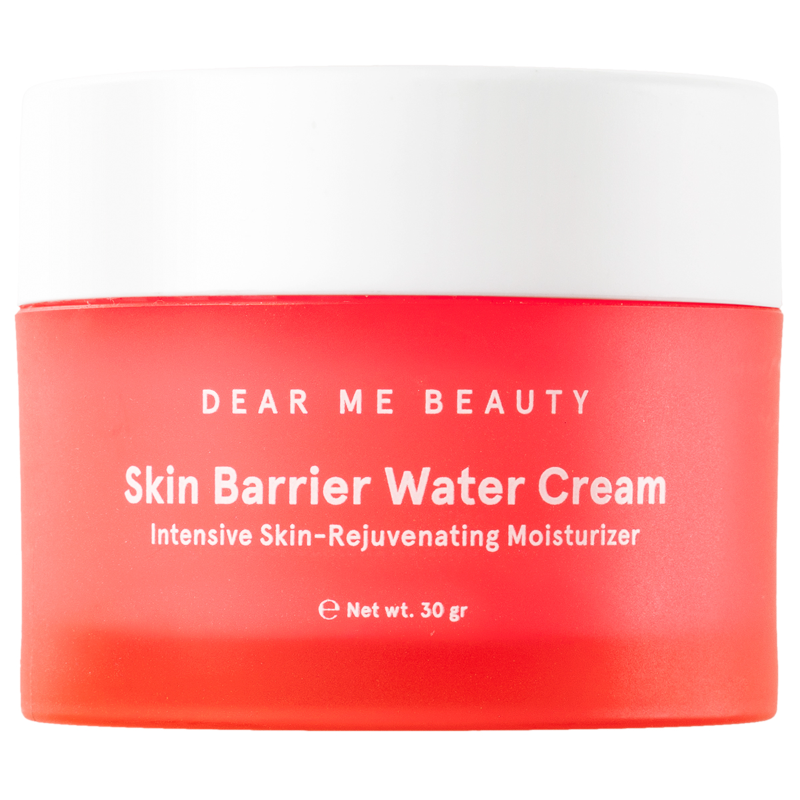 DEAR ME BEAUTY
Skin Barrier Water Cream
Intensive Skin-Rejuvenating Moisturizer
℮ Net wt. 30 gr